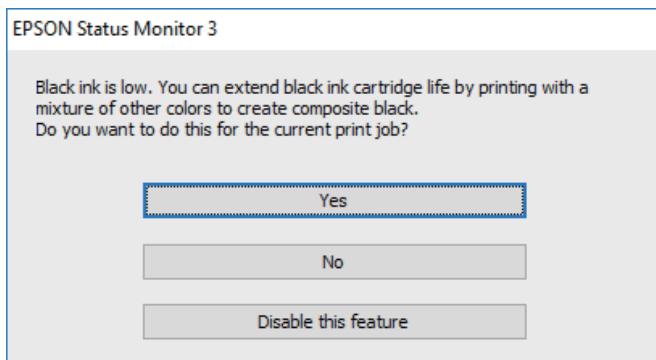 EPSON Status Monitor 3
Black ink is low. You can extend black ink cartridge life by printing with a
mixture of other colors to create composite black.
Do you want to do this for the current print job?
Yes
No
Disable this feature